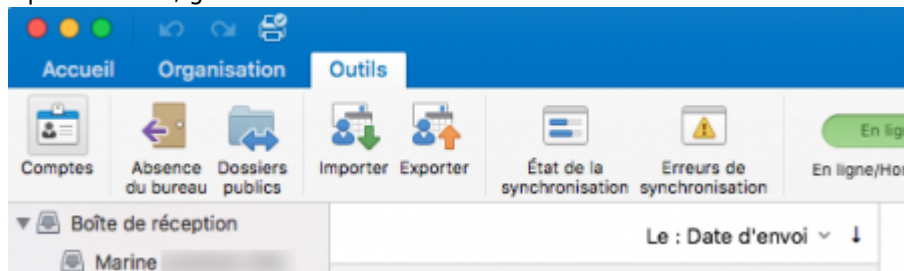 Accueil Organisation Outils
Comptes Absence du bureau Dossiers publics Importer Exporter État de la synchronisation Erreurs de synchronisation En ligne/Hor
Boîte de réception
Le : Date d'envoi
Marine